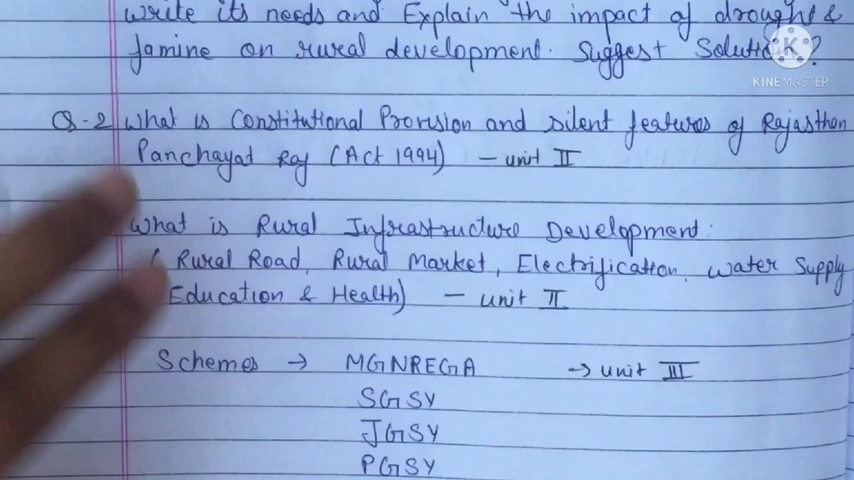 write its needs and Explain the impact of drought &
famine on rural development. Suggest Solution?
KINEMASTER
Q-2 What is Constitutional Provision and Silent features of Rajasthan
Panchayat Raj (Act 1994) - unit II
What is Rural Infrastructure Development:
( Rural Road, Rural Market, Electrification, Water Supply
Education & Health) - unit II
Schemes → MGNREGA → unit III
SGSY
JGSY
PGSY